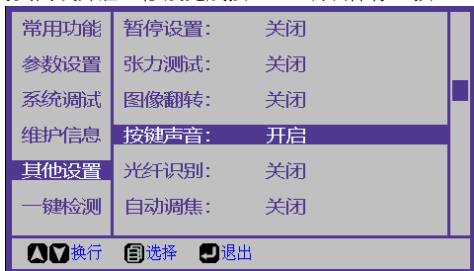 常用功能 暂停设置： 关闭
参数设置 张力测试： 关闭
系统调试 图像翻转： 关闭
维护信息 按键声音： 开启
其他设置 光纤识别： 关闭
一键检测 自动调焦： 关闭
换行 选择 退出